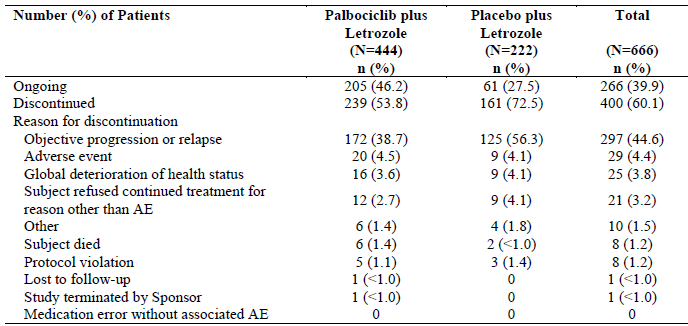 Number (%) of Patients Palbociclib plus Letrozole (N=444) n (%) Placebo plus Letrozole (N=222) n (%) Total (N=666) n (%)
Ongoing 205 (46.2) 61 (27.5) 266 (39.9)
Discontinued 239 (53.8) 161 (72.5) 400 (60.1)
Reason for discontinuation
Objective progression or relapse 172 (38.7) 125 (56.3) 297 (44.6)
Adverse event 20 (4.5) 9 (4.1) 29 (4.4)
Global deterioration of health status 16 (3.6) 9 (4.1) 25 (3.8)
Subject refused continued treatment for reason other than AE 12 (2.7) 9 (4.1) 21 (3.2)
Other 6 (1.4) 4 (1.8) 10 (1.5)
Subject died 6 (1.4) 2 (<1.0) 8 (1.2)
Protocol violation 5 (1.1) 3 (1.4) 8 (1.2)
Lost to follow-up 1 (<1.0) 0 1 (<1.0)
Study terminated by Sponsor 1 (<1.0) 0 1 (<1.0)
Medication error without associated AE 0 0 0